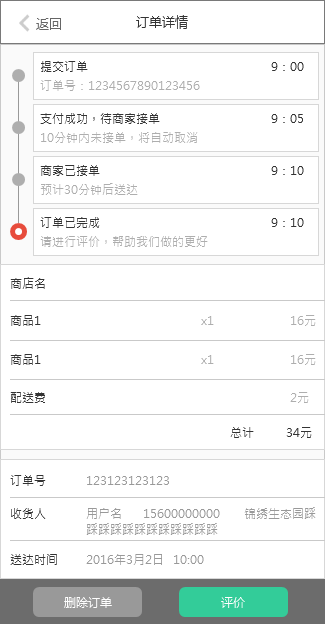 返回 订单详情
提交订单 9：00
订单号：1234567890123456
支付成功，待商家接单 9：05
10分钟内未接单，将自动取消
商家已接单 9：10
预计30分钟后送达
订单已完成 9：10
请进行评价，帮助我们做的更好
商店名
商品1 x1 16元
商品1 x1 16元
配送费 2元
总计 34元
订单号 123123123123
收货人 用户名 15600000000 锦绣生态园踩
踩踩踩踩踩踩踩踩踩踩踩
送达时间 2016年3月2日 10:00
删除订单 评价